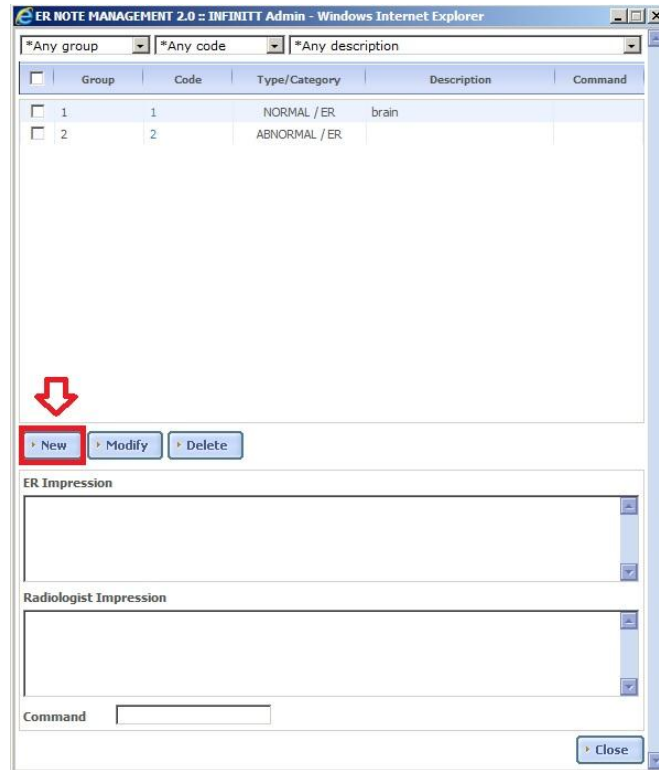 ER NOTE MANAGEMENT 2.0 :: INFINITT Admin - Windows Internet Explorer
*Any group *Any code *Any description
Group Code Type/Category Description Command
1 1 NORMAL / ER brain
2 2 ABNORMAL / ER
New Modify Delete
ER Impression
Radiologist Impression
Command
Close